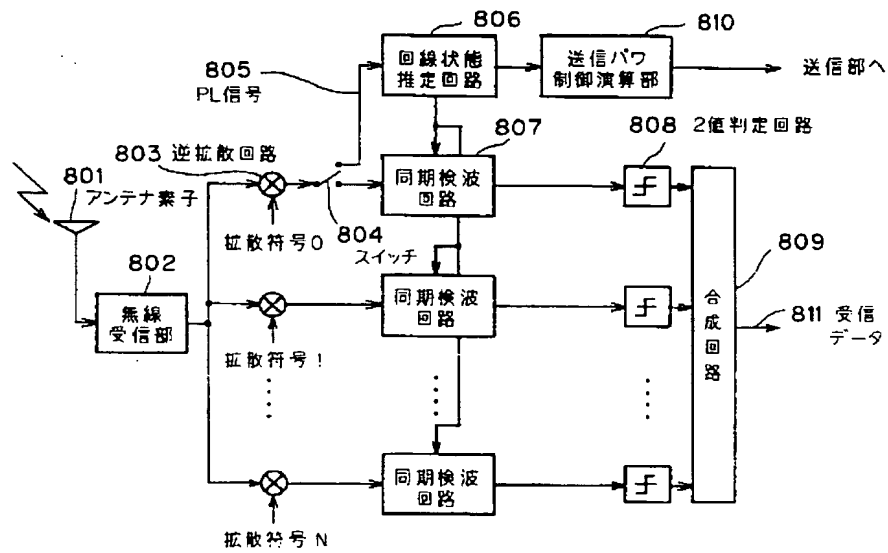 806
回線状態
推定回路
810
送信パワ
制御演算部
送信部へ
805
PL信号
807
803 逆拡散回路
808 2値判定回路
801
アンテナ素子
同期検波
回路
拡散符号0
804
スイッチ
809
802
無線
受信部
同期検波
回路
合成回路
811 受信
データ
拡散符号1
同期検波
回路
拡散符号N